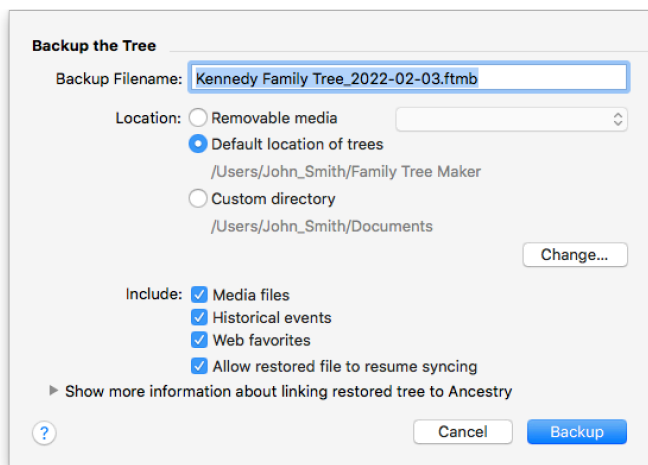 Backup the Tree
Backup Filename: Kennedy Family Tree_2022-02-03.ftmb
Location: Removable media
Default location of trees
/Users/John_Smith/Family Tree Maker
Custom directory
/Users/John_Smith/Documents
Change...
Include: Media files
Historical events
Web favorites
Allow restored file to resume syncing
Show more information about linking restored tree to Ancestry
? Cancel Backup